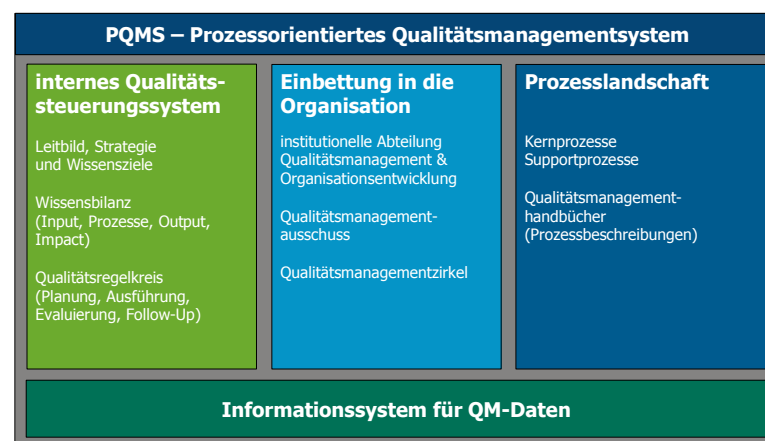 PQMS – Prozessorientiertes Qualitätsmanagementsystem
internes Qualitäts-
steuerungssystem
Leitbild, Strategie
und Wissensziele
Wissensbilanz
(Input, Prozesse, Output,
Impact)
Qualitätsregelkreis
(Planung, Ausführung,
Evaluierung, Follow-Up)
Einbettung in die
Organisation
institutionelle Abteilung
Qualitätsmanagement &
Organisationsentwicklung
Qualitätsmanagement-
ausschuss
Qualitätsmanagementzirkel
Prozesslandschaft
Kernprozesse
Supportprozesse
Qualitätsmanagement-
handbücher
(Prozessbeschreibungen)
Informationssystem für QM-Daten